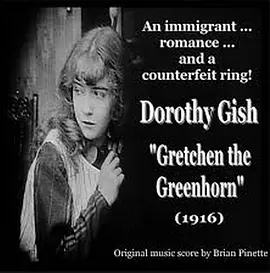 An immigrant ...
romance ...
and a
counterfeit ring!
Dorothy Gish
"Gretchen the
Greenhorn"
(1916)
Original music score by Brian Pinette